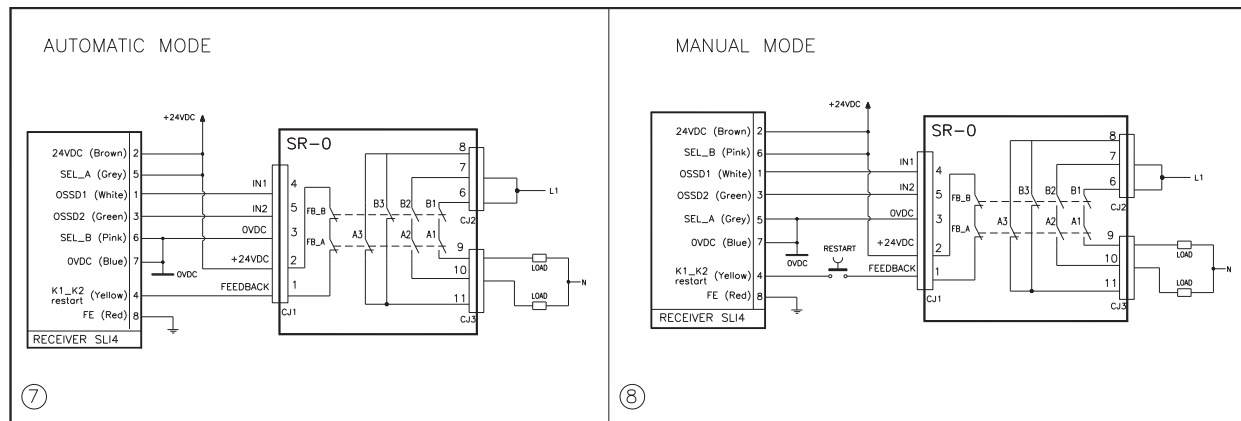 AUTOMATIC MODE
+24VDC
SR-0
24VDC (Brown) 2
SEL_A (Grey) 5
OSSD1 (White) 1
OSSD2 (Green) 3
SEL_B (Pink) 6
0VDC (Blue) 7
K1_K2 restart (Yellow) 4
FE (Red) 8
RECEIVER SLI4
0VDC
IN1 4
IN2 5
0VDC 3
+24VDC 2
FEEDBACK 1
CJ1
FB_B
FB_A
B3 B2 B1
A3 A2 A1
8
7
6
CJ2
9
10
11
CJ3
L1
LOAD
LOAD
N
7
MANUAL MODE
+24VDC
SR-0
24VDC (Brown) 2
SEL_B (Pink) 6
OSSD1 (White) 1
OSSD2 (Green) 3
SEL_A (Grey) 5
0VDC (Blue) 7
K1_K2 restart (Yellow) 4
FE (Red) 8
RECEIVER SLI4
0VDC
RESTART
IN1 4
IN2 5
0VDC 3
+24VDC 2
FEEDBACK 1
CJ1
FB_B
FB_A
B3 B2 B1
A3 A2 A1
8
7
6
CJ2
9
10
11
CJ3
L1
LOAD
LOAD
N
8